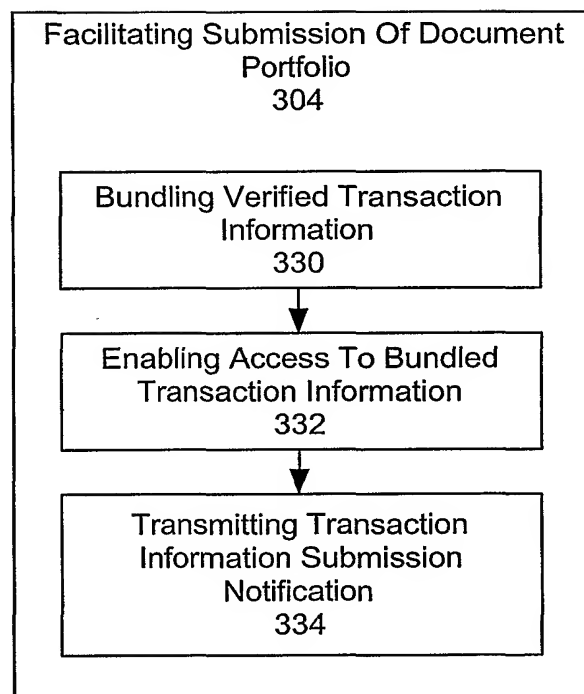 Facilitating Submission Of Document
Portfolio
304
Bundling Verified Transaction
Information
330
Enabling Access To Bundled
Transaction Information
332
Transmitting Transaction
Information Submission
Notification
334